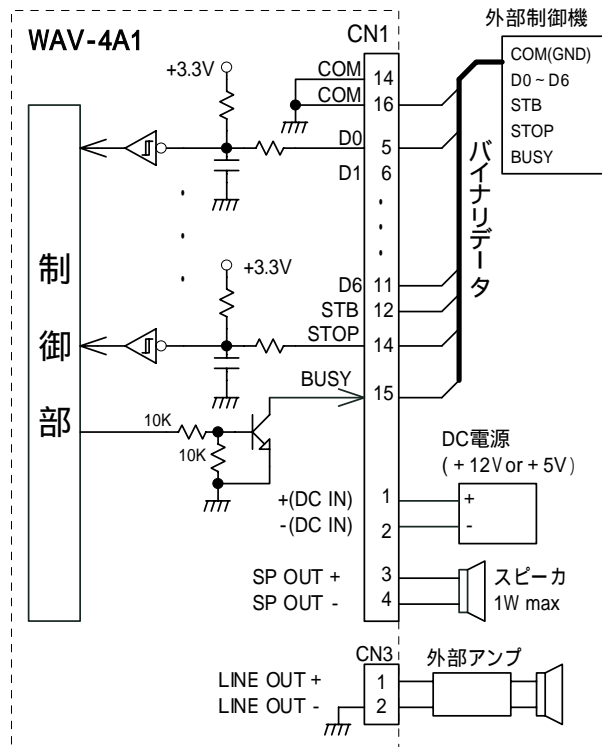 WAV-4A1
CN1
外部制御機
+3.3V
COM
14
COM
16
D0
5
D1
6
COM(GND)
D0~D6
STB
STOP
BUSY
バイナリデータ
制御部
+3.3V
D6
11
STB
12
STOP
14
BUSY
15
10K
10K
DC電源
(+12V or +5V)
+(DC IN)
1
+
-(DC IN)
2
-
SP OUT +
3
SP OUT -
4
スピーカ
1W max
CN3
外部アンプ
LINE OUT +
1
LINE OUT -
2